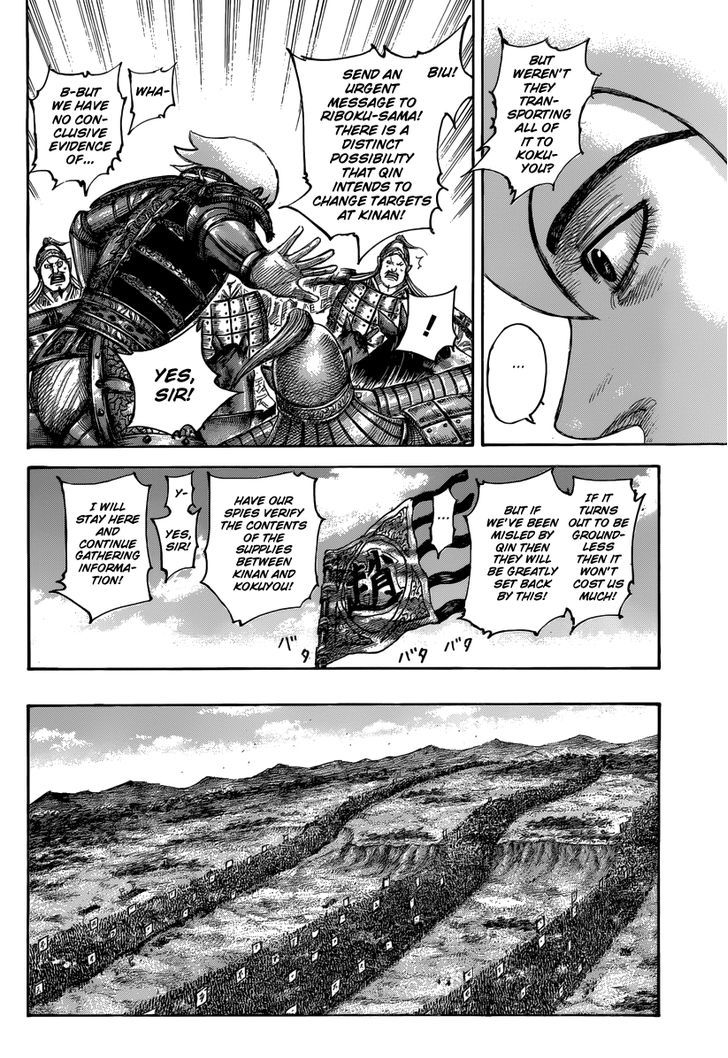 BUT
WEREN'T
THEY
TRAN-
SPORTING
ALL OF
IT TO
KOKU-
YOU?
...
BIU!
SEND AN
URGENT
MESSAGE TO
RIBOKU-SAMA!
THERE IS A
DISTINCT
POSSIBILITY
THAT QIN
INTENDS TO
CHANGE TARGETS
AT KINAN!
WHA-
B-BUT
WE HAVE
NO CON-
CLUSIVE
EVIDENCE
OF...
!
YES,
SIR!
IF IT
TURNS
OUT TO BE
GROUND-
LESS THEN
IT WON'T
COST US
MUCH!
BUT IF
WE'VE BEEN
MISLED BY
QIN THEN
THEY WILL
BE GREATLY
SET BACK
BY THIS!
...
趙
HAVE OUR
SPIES VERIFY
THE CONTENTS
OF THE
SUPPLIES
BETWEEN
KINAN AND
KOKUYOU!
Y-
YES,
SIR!
I WILL
STAY HERE
AND
CONTINUE
GATHERING
INFORMA-
TION!
バタ
バタ
バタ